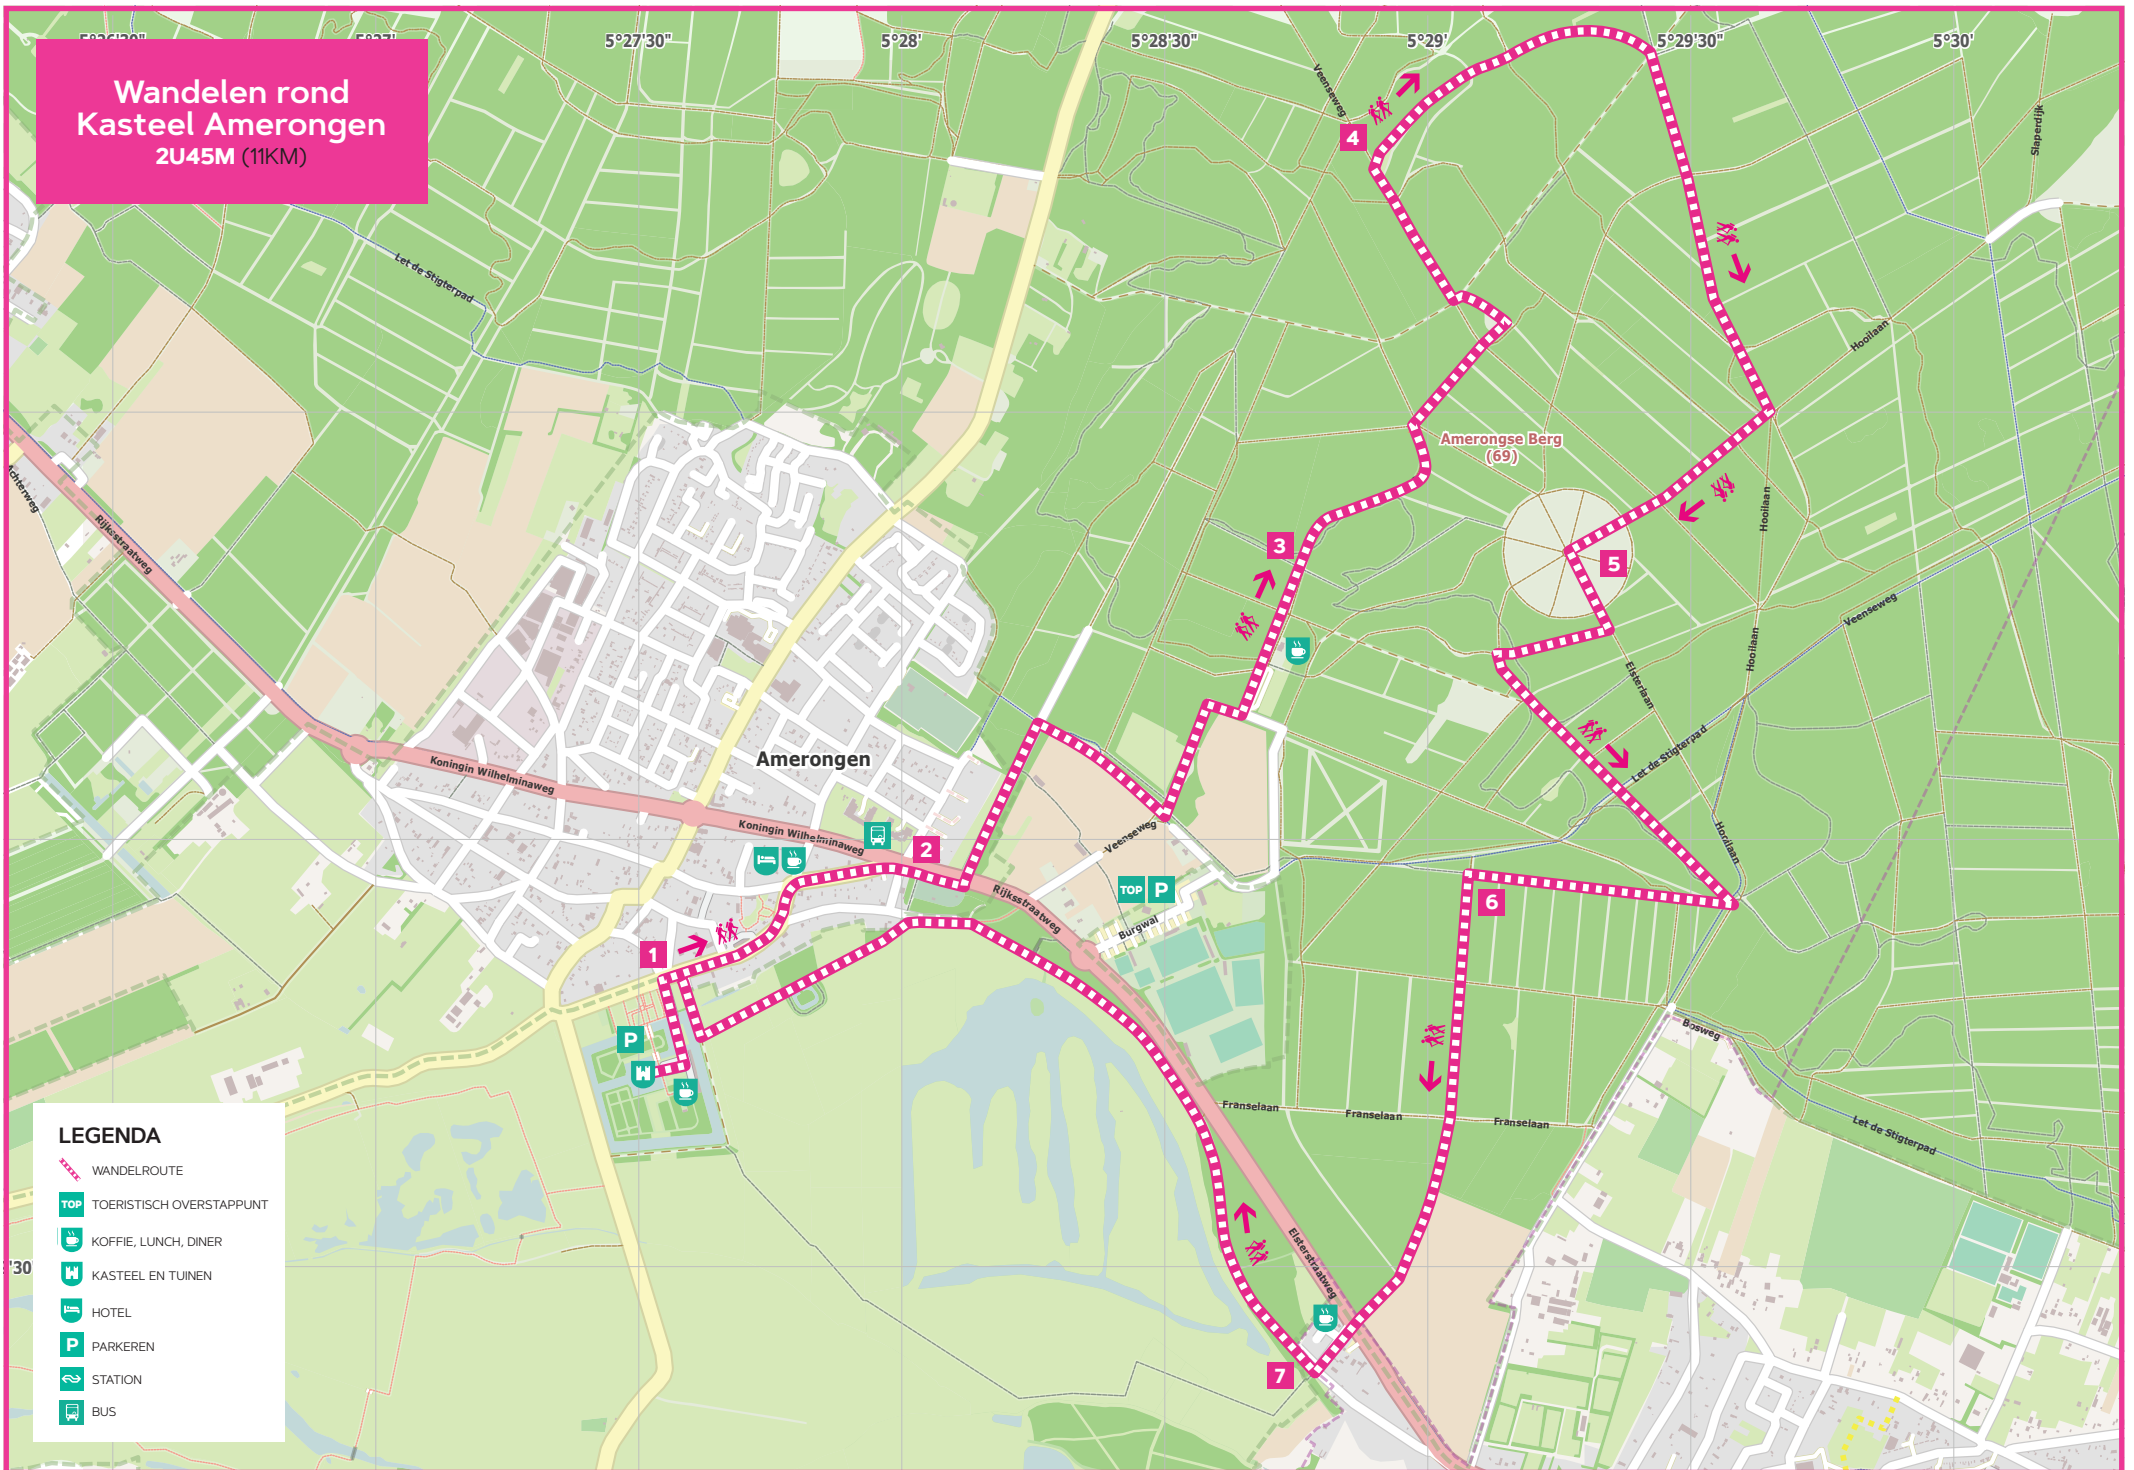 5°27'30"
5°28'
5°28'30"
5°29'
5°29'30"
5°30'
Wandelen rond
Kasteel Amerongen
2U45M (11KM)
Veenseweg
Slaperdijk
4
Let de Stigterpad
Hooilaan
Amerongse Berg
(69)
Achterweg
Rijksstraatweg
Hooilaan
3
5
Veenseweg
Hooilaan
Elsterlaan
Let de Stigterpad
Amerongen
Koningin Wilhelminaweg
Koningin Wilhelminaweg
Veenseweg
Hooilaan
2
TOP P
Rijksstraatweg
Burgwal
6
1
P
Bosweg
Franselaan
Franselaan
Franselaan
Let de Stigterpad
Elsterstraatweg
7
'30
LEGENDA
WANDELROUTE
TOP TOERISTISCH OVERSTAPPUNT
KOFFIE, LUNCH, DINER
KASTEEL EN TUINEN
HOTEL
P PARKEREN
STATION
BUS